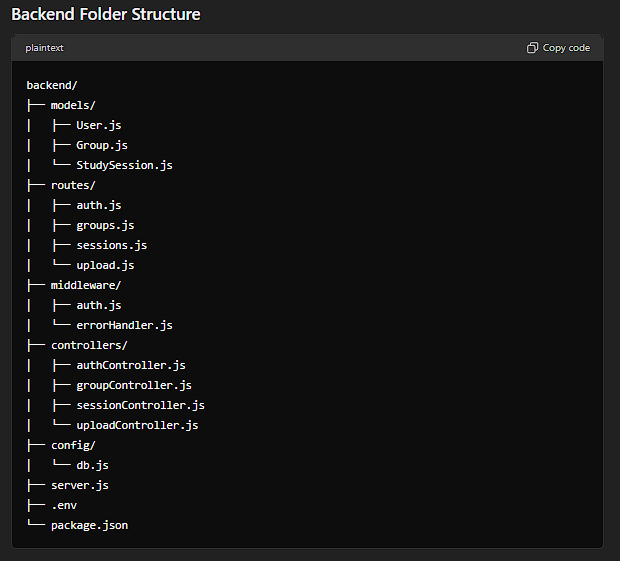 Backend Folder Structure
plaintext Copy code
backend/
├── models/
│   ├── User.js
│   ├── Group.js
│   └── StudySession.js
├── routes/
│   ├── auth.js
│   ├── groups.js
│   ├── sessions.js
│   └── upload.js
├── middleware/
│   ├── auth.js
│   └── errorHandler.js
├── controllers/
│   ├── authController.js
│   ├── groupController.js
│   ├── sessionController.js
│   └── uploadController.js
├── config/
│   └── db.js
├── server.js
├── .env
└── package.json